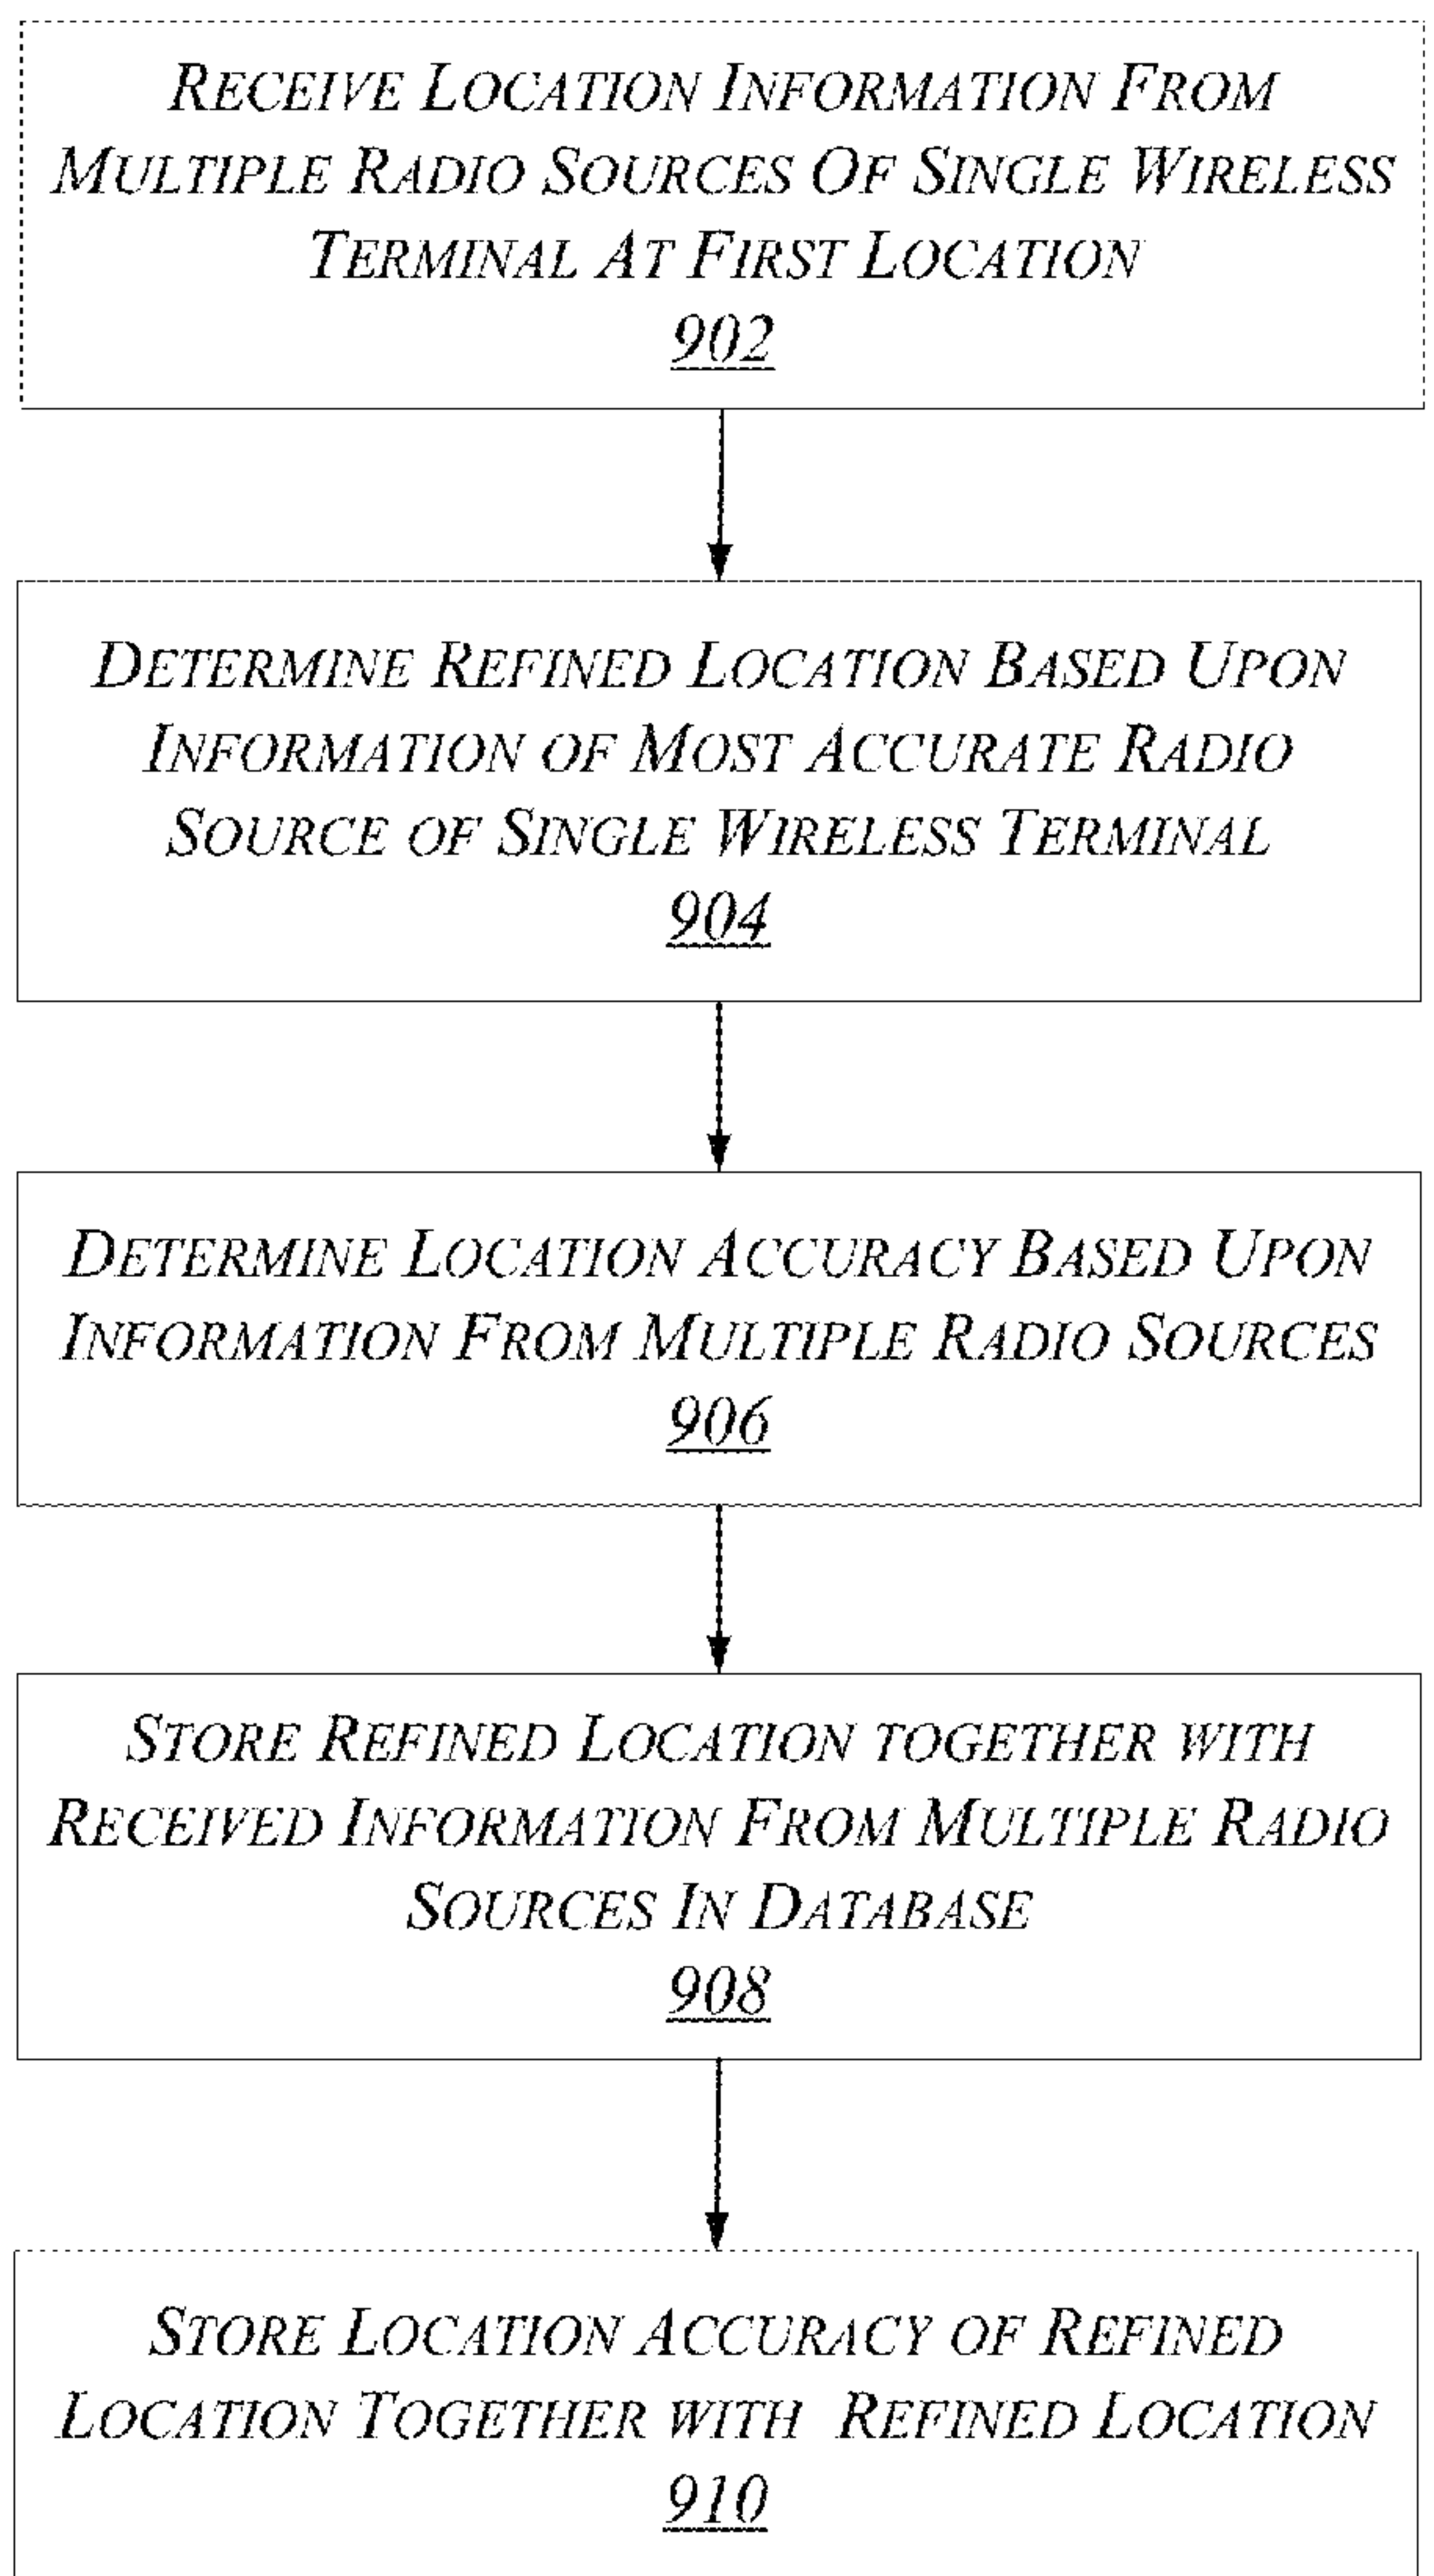 RECEIVE LOCATION INFORMATION FROM
MULTIPLE RADIO SOURCES OF SINGLE WIRELESS
TERMINAL AT FIRST LOCATION
902
DETERMINE REFINED LOCATION BASED UPON
INFORMATION OF MOST ACCURATE RADIO
SOURCE OF SINGLE WIRELESS TERMINAL
904
DETERMINE LOCATION ACCURACY BASED UPON
INFORMATION FROM MULTIPLE RADIO SOURCES
906
STORE REFINED LOCATION TOGETHER WITH
RECEIVED INFORMATION FROM MULTIPLE RADIO
SOURCES IN DATABASE
908
STORE LOCATION ACCURACY OF REFINED
LOCATION TOGETHER WITH REFINED LOCATION
910